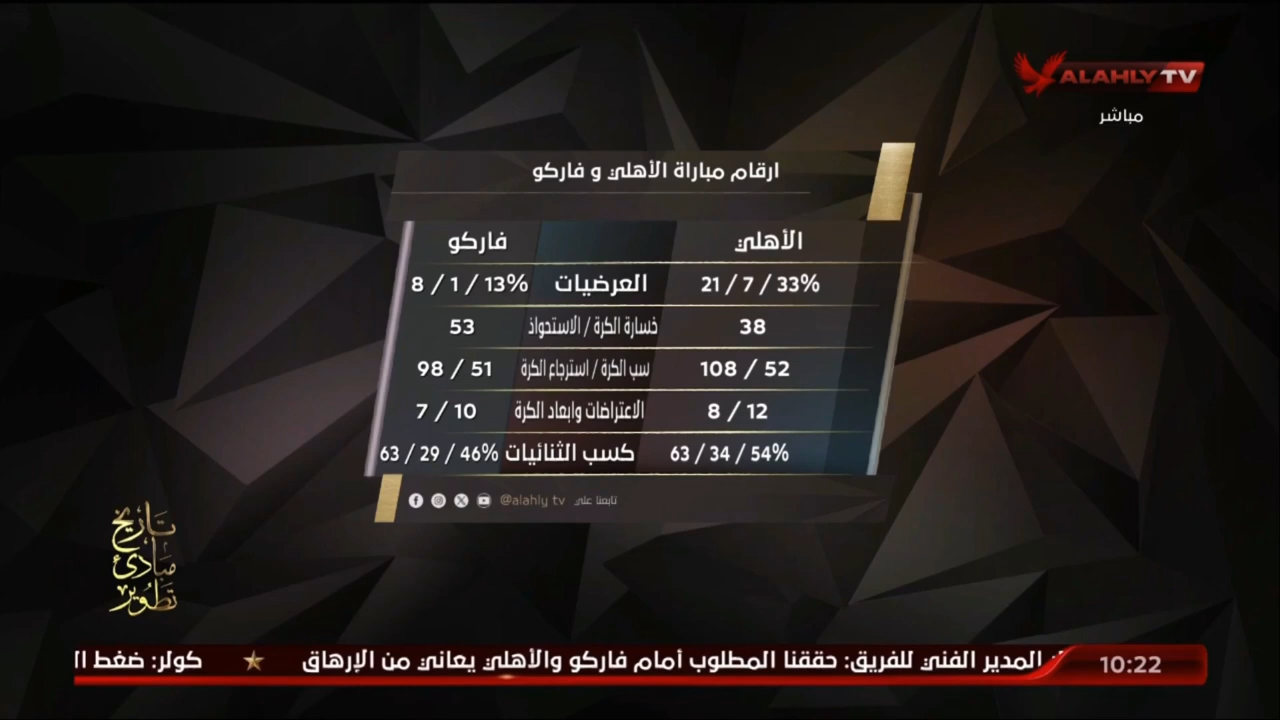 ALAHLY TV
مباشر
ارقام مباراة الأهلي و فاركو
الأهلي فاركو
21 / 7 / 33% العرضيات 8 / 1 / 13%
38 خسارة الكرة / الاستحواذ 53
108 / 52 سب الكرة / استرجاع الكرة 98 / 51
8 / 12 الاعتراضات وابعاد الكرة 7 / 10
63 / 34 / 54% كسب الثنائيات 63 / 29 / 46%
تابعنا علي @alahly tv
تاريخ
مبادئ
تطوير
10:22 المدير الفني للفريق: حققنا المطلوب أمام فاركو والأهلي يعاني من الإرهاق كولر: ضغط